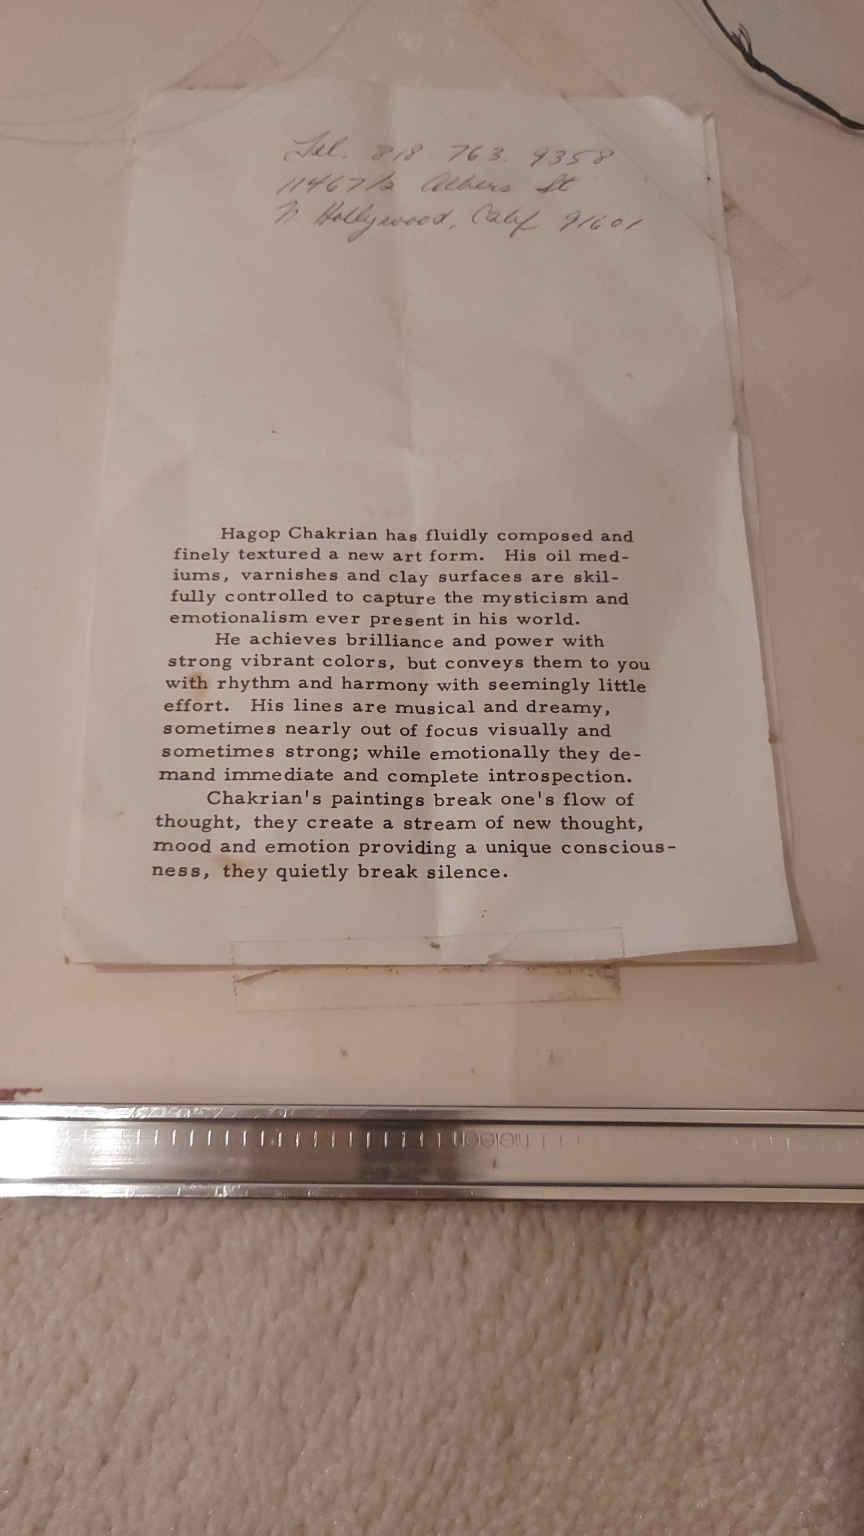 Tel. 818 763. 9358
11467½ Albers St
N Hollywood, Calif 91601
Hagop Chakrian has fluidly composed and
finely textured a new art form. His oil med-
iums, varnishes and clay surfaces are skil-
fully controlled to capture the mysticism and
emotionalism ever present in his world.
He achieves brilliance and power with
strong vibrant colors, but conveys them to you
with rhythm and harmony with seemingly little
effort. His lines are musical and dreamy,
sometimes nearly out of focus visually and
sometimes strong; while emotionally they de-
mand immediate and complete introspection.
Chakrian's paintings break one's flow of
thought, they create a stream of new thought,
mood and emotion providing a unique conscious-
ness, they quietly break silence.